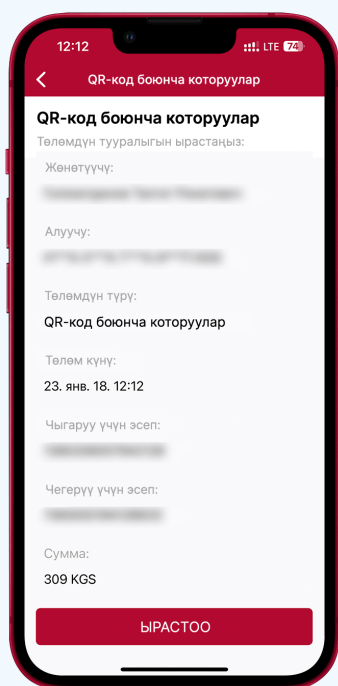 12:12
LTE 74
QR-код боюнча которуулар
QR-код боюнча которуулар
Төлөмдүн тууралыгын ырастаңыз:
Жөнөтүүчү:
Алуучу:
Төлөмдүн түрү:
QR-код боюнча которуулар
Төлөм күнү:
23. янв. 18. 12:12
Чыгаруу үчүн эсеп:
Чегерүү үчүн эсеп:
Сумма:
309 KGS
ЫРАСТОО